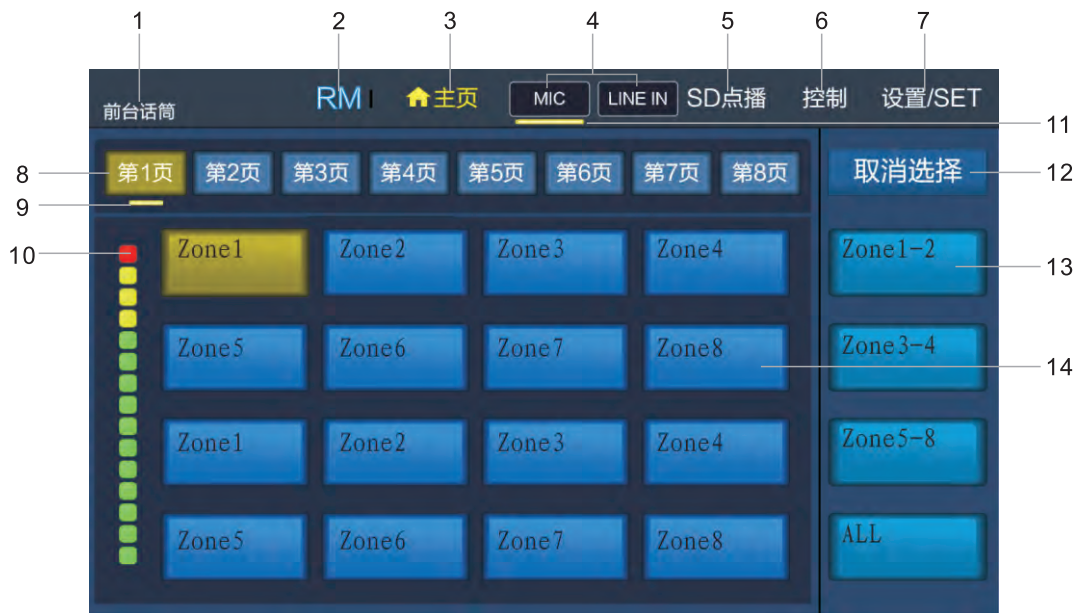 1 2 3 4 5 6 7
前台话筒 RM 主页 MIC LINE IN SD点播 控制 设置/SET
11
8 第1页 第2页 第3页 第4页 第5页 第6页 第7页 第8页 取消选择 12
9
10 Zone1 Zone2 Zone3 Zone4 Zone1-2 13
Zone5 Zone6 Zone7 Zone8 Zone3-4 14
Zone1 Zone2 Zone3 Zone4 Zone5-8
Zone5 Zone6 Zone7 Zone8 ALL